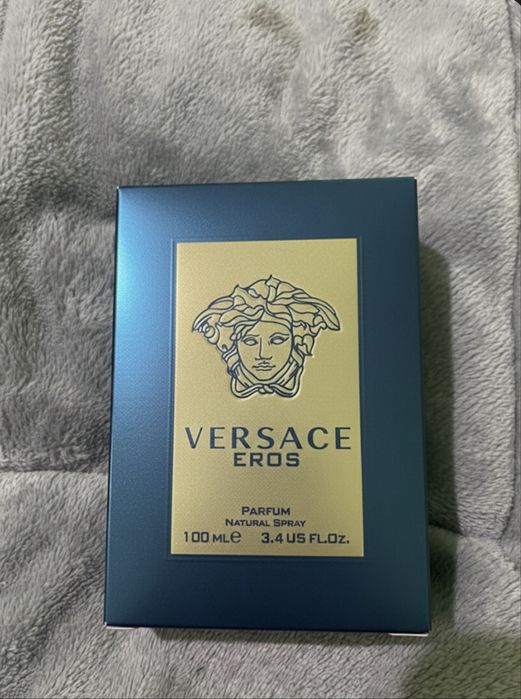 VERSACE
EROS
PARFUM
NATURAL SPRAY
100 ML℮ 3.4 US FL.OZ.